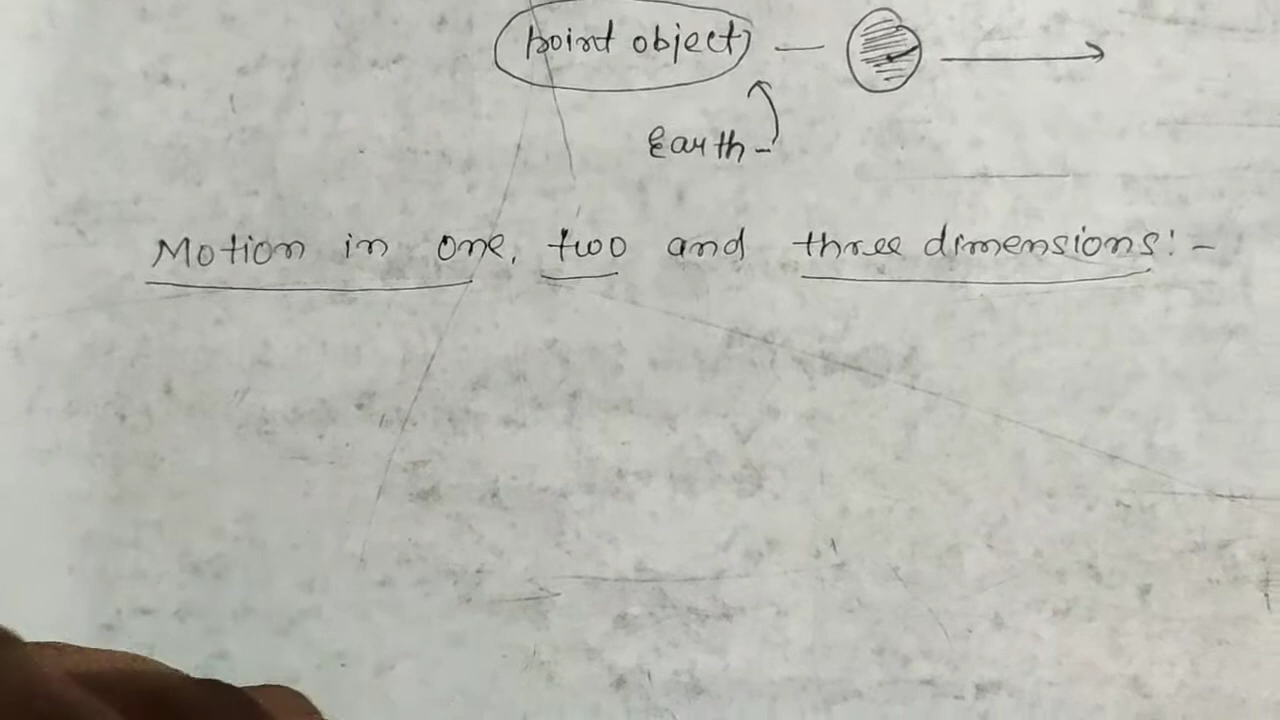 point object —
Earth -
Motion in one, two and three dimensions:-